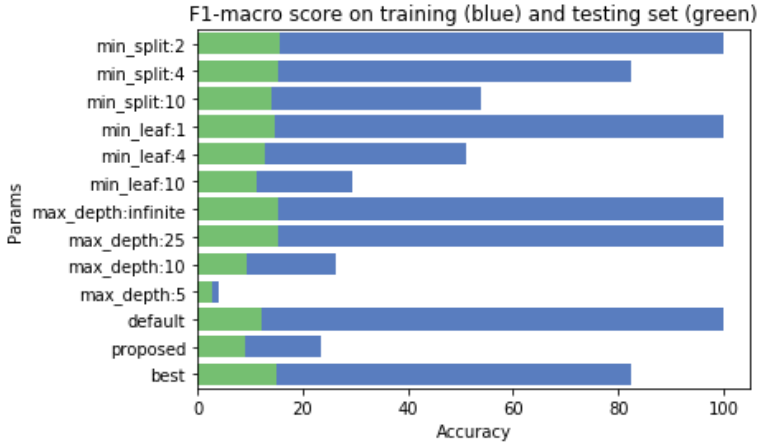 F1-macro score on training (blue) and testing set (green)
min_split:2
min_split:4
min_split:10
min_leaf:1
min_leaf:4
min_leaf:10
max_depth:infinite
max_depth:25
max_depth:10
max_depth:5
default
proposed
best
Params
0 20 40 60 80 100
Accuracy